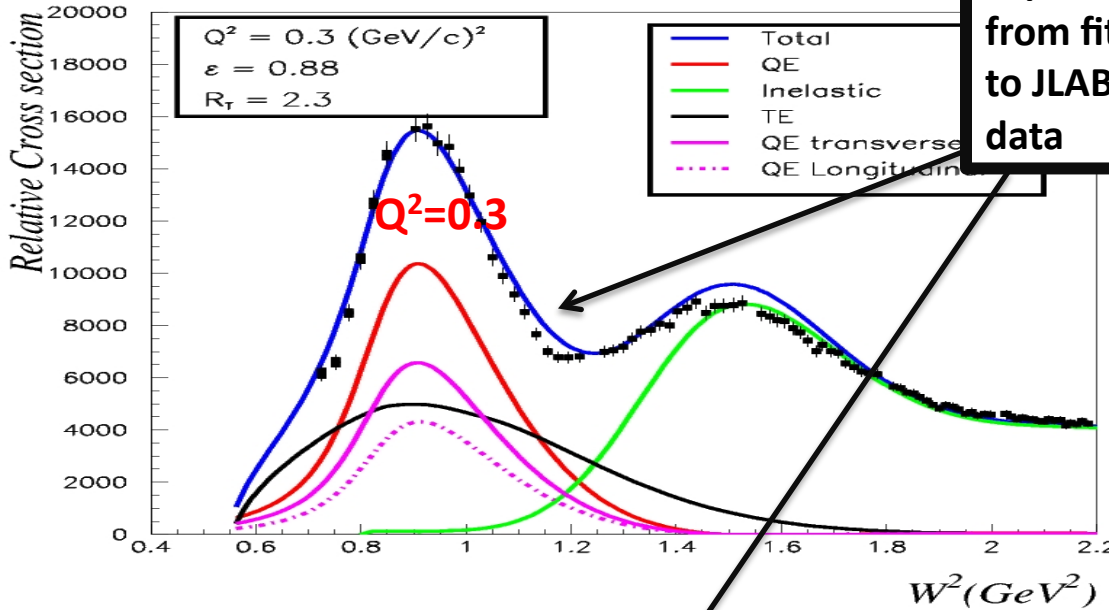 20000
18000
16000
14000
12000
10000
8000
6000
4000
2000
0
Relative Cross section
Q² = 0.3 (GeV/c)²
ε = 0.88
R_T = 2.3
Total
QE
Inelastic
TE
QE transverse
QE Longitudinal
from fit
to JLAB
data
Q²=0.3
0.4 0.6 0.8 1 1.2 1.4 1.6 1.8 2 2.2
W²(GeV²)